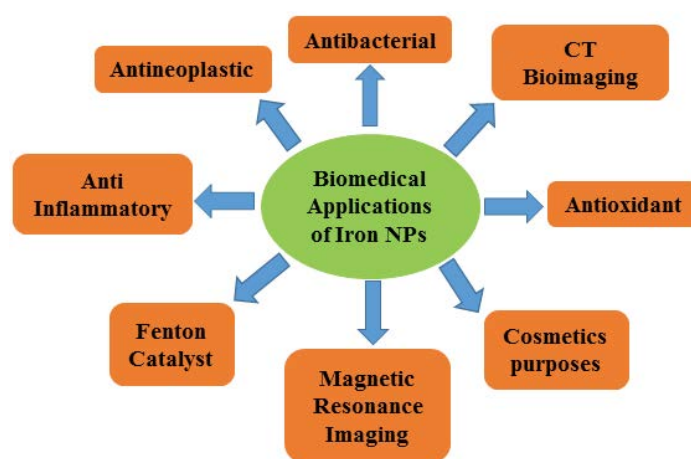 Antibacterial
CT
Bioimaging
Antineoplastic
Biomedical
Applications
of Iron NPs
Anti
Inflammatory
Antioxidant
Fenton
Catalyst
Magnetic
Resonance
Imaging
Cosmetics
purposes